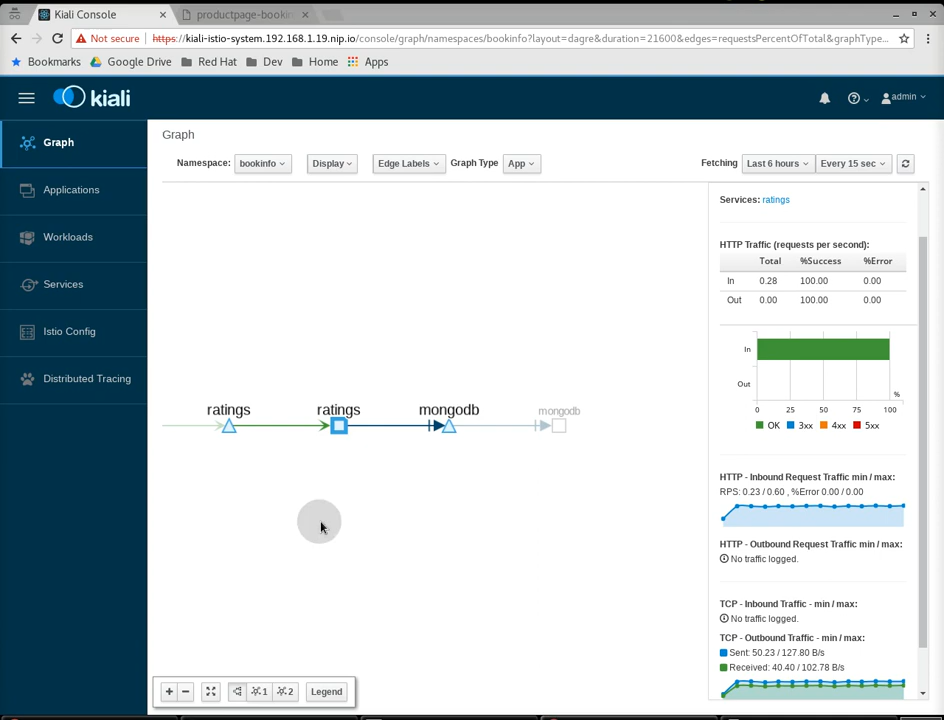 Kiali Console
productpage-bookin
Not secure https://kiali-istio-system.192.168.1.19.nip.io/console/graph/namespaces/bookinfo?layout=dagre&duration=21600&edges=requestsPercentOfTotal&graphType...
Bookmarks Google Drive Red Hat Dev Home Apps
kiali
admin
Graph
Applications
Workloads
Services
Istio Config
Distributed Tracing
Graph
Namespace: bookinfo Display Edge Labels Graph Type App Fetching Last 6 hours Every 15 sec
ratings ratings mongodb mongodb
Services: ratings
HTTP Traffic (requests per second):
Total %Success %Error
In 0.28 100.00 0.00
Out 0.00 100.00 0.00
In
Out
%
0 25 50 75 100
OK 3xx 4xx 5xx
HTTP - Inbound Request Traffic min / max:
RPS: 0.23 / 0.60 , %Error 0.00 / 0.00
HTTP - Outbound Request Traffic min / max:
No traffic logged.
TCP - Inbound Traffic - min / max:
No traffic logged.
TCP - Outbound Traffic - min / max:
Sent: 50.23 / 127.80 B/s
Received: 40.40 / 102.78 B/s
1 2 Legend